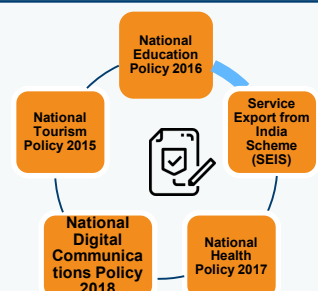 National
Education
Policy 2016
Service
Export from
India
Scheme
(SEIS)
National
Health
Policy 2017
National
Digital
Communica
tions Policy
2018
National
Tourism
Policy 2015